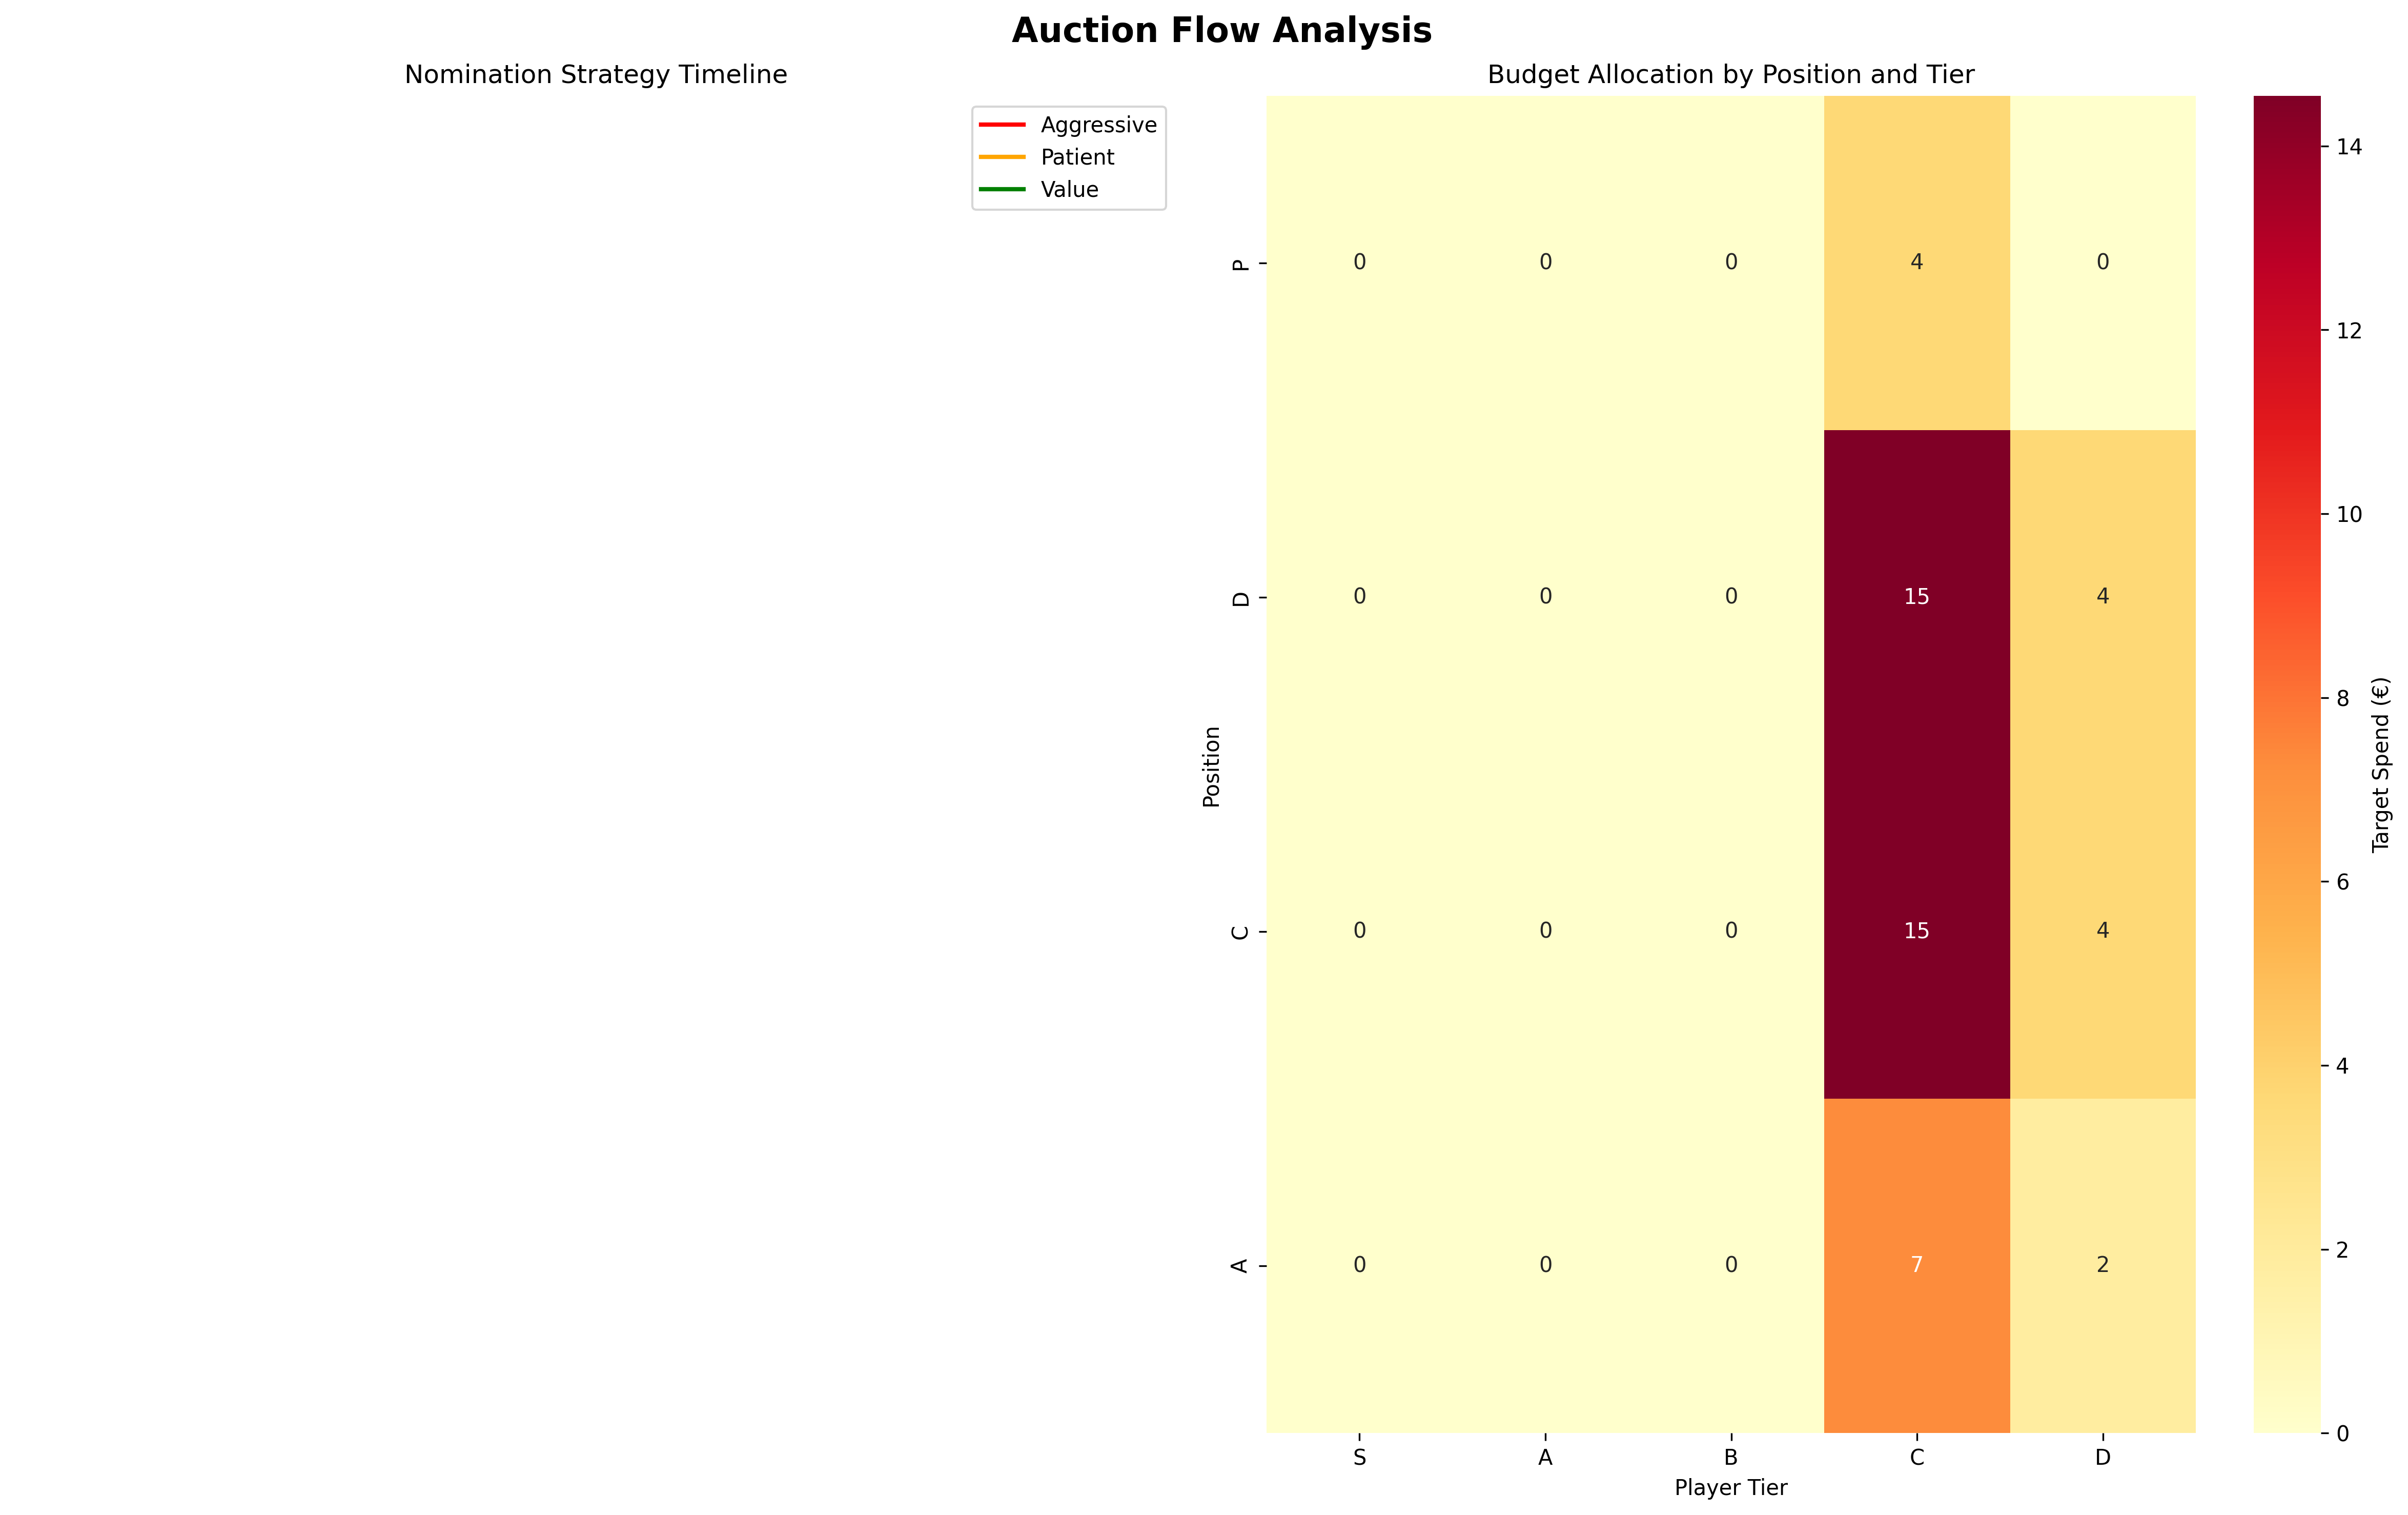 Auction Flow Analysis
Nomination Strategy Timeline
Aggressive
Patient
Value
Budget Allocation by Position and Tier
Position
P
0 0 0 4 0
D
0 0 0 15 4
C
0 0 0 15 4
A
0 0 0 7 2
S A B C D
Player Tier
14
12
10
8
6
4
2
0
Target Spend (€)